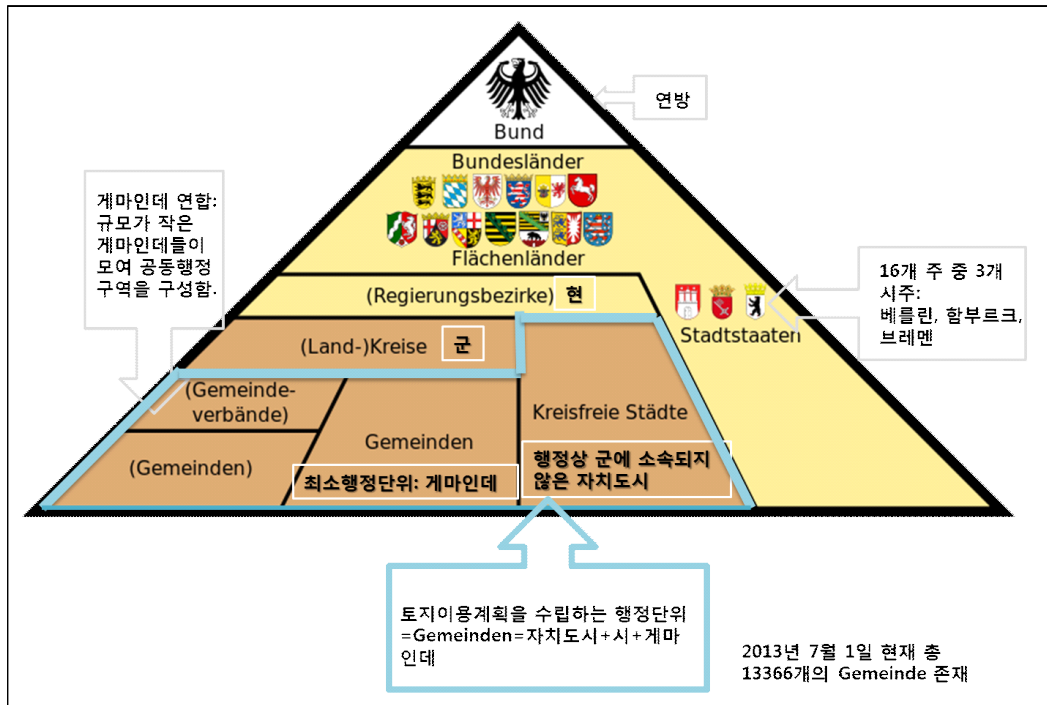 연방
Bund
Bundesländer
Flächenländer
게마인데 연합:
규모가 작은
게마인데들이
모여 공동행정
구역을 구성함.
16개 주 중 3개
시주:
베를린, 함부르크,
브레멘
(Regierungsbezirke) 현
Stadtstaaten
(Land-)Kreise 군
(Gemeinde-
verbände)
(Gemeinden)
Gemeinden
최소행정단위: 게마인데
Kreisfreie Städte
행정상 군에 소속되지
않은 자치도시
토지이용계획을 수립하는 행정단위
=Gemeinden=자치도시+시+게마
인데
2013년 7월 1일 현재 총
13366개의 Gemeinde 존재